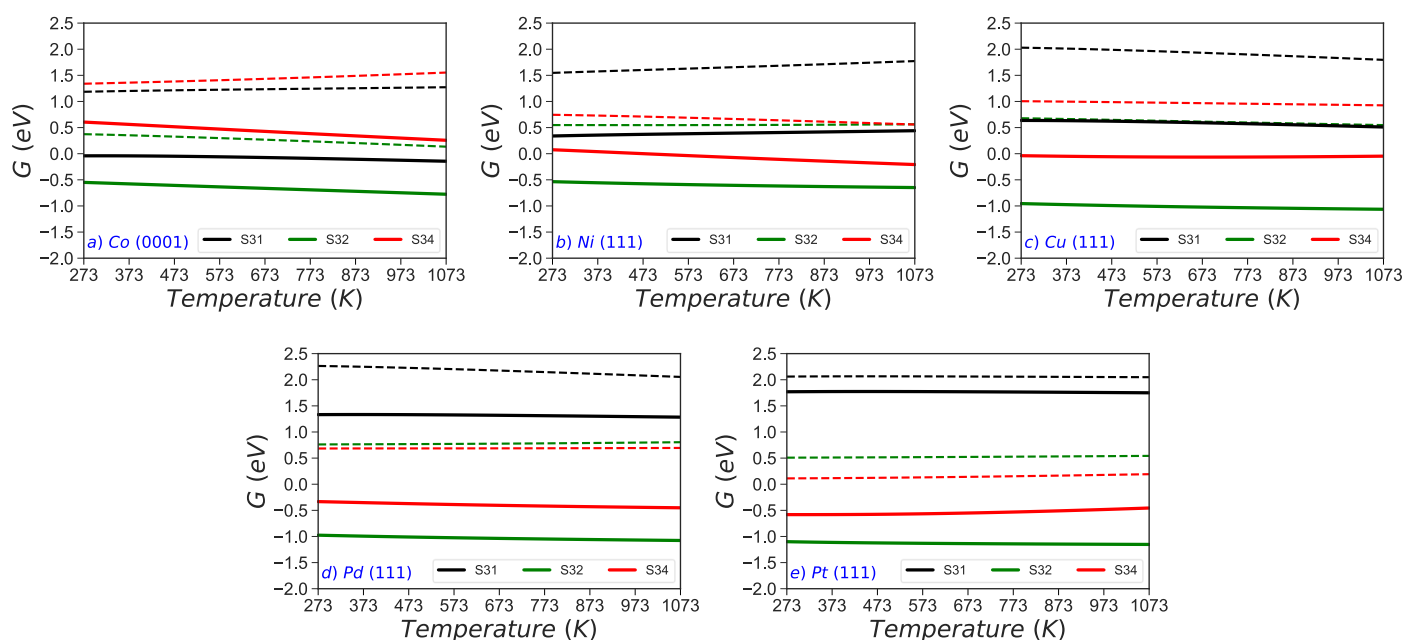 2.5
2.0
1.5
1.0
0.5
0.0
−0.5
−1.0
−1.5
−2.0
G (eV)
a) Co (0001)
S31 S32 S34
273 373 473 573 673 773 873 973 1073
Temperature (K)
2.5
2.0
1.5
1.0
0.5
0.0
−0.5
−1.0
−1.5
−2.0
G (eV)
b) Ni (111)
S31 S32 S34
273 373 473 573 673 773 873 973 1073
Temperature (K)
2.5
2.0
1.5
1.0
0.5
0.0
−0.5
−1.0
−1.5
−2.0
G (eV)
c) Cu (111)
S31 S32 S34
273 373 473 573 673 773 873 973 1073
Temperature (K)
2.5
2.0
1.5
1.0
0.5
0.0
−0.5
−1.0
−1.5
−2.0
G (eV)
d) Pd (111)
S31 S32 S34
273 373 473 573 673 773 873 973 1073
Temperature (K)
2.5
2.0
1.5
1.0
0.5
0.0
−0.5
−1.0
−1.5
−2.0
G (eV)
e) Pt (111)
S31 S32 S34
273 373 473 573 673 773 873 973 1073
Temperature (K)